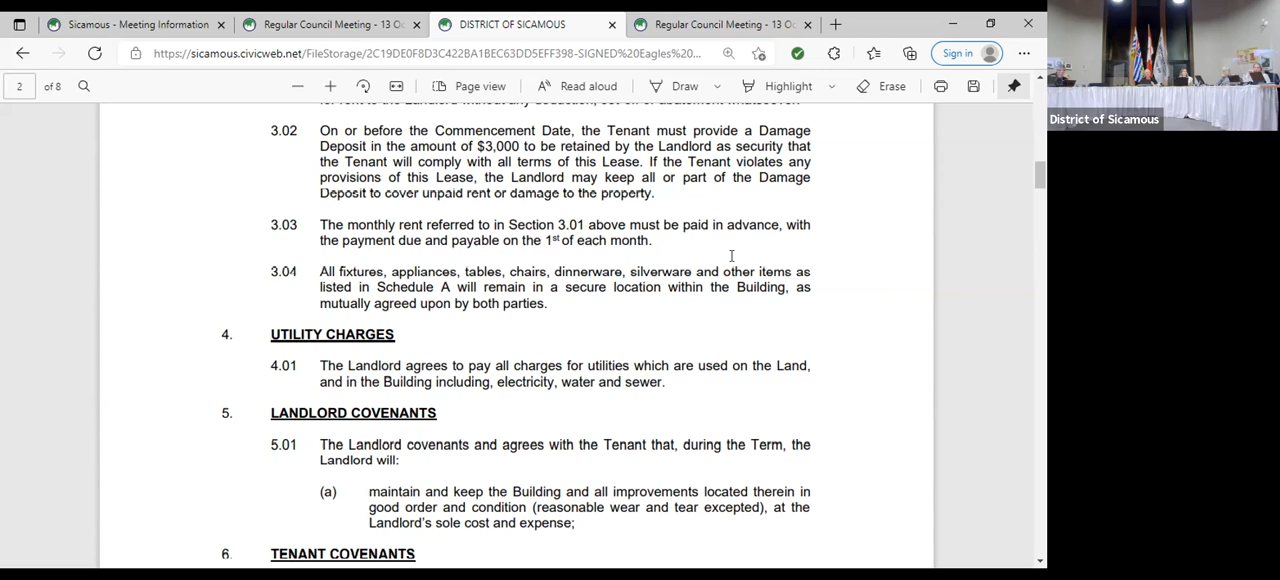 Sicamous - Meeting Information
Regular Council Meeting - 13 Oc
DISTRICT OF SICAMOUS
Regular Council Meeting - 13 Oc
https://sicamous.civicweb.net/FileStorage/2C19DE0F8D3C422BA1BEC63DD5EFF398-SIGNED%20Eagles%20...
Sign in
2 of 8
Page view
Read aloud
Draw
Highlight
Erase
District of Sicamous
for rent to the Landlord without any deduction, set-off or abatement whatsoever.
3.02 On or before the Commencement Date, the Tenant must provide a Damage
Deposit in the amount of $3,000 to be retained by the Landlord as security that
the Tenant will comply with all terms of this Lease. If the Tenant violates any
provisions of this Lease, the Landlord may keep all or part of the Damage
Deposit to cover unpaid rent or damage to the property.
3.03 The monthly rent referred to in Section 3.01 above must be paid in advance, with
the payment due and payable on the 1st of each month.
3.04 All fixtures, appliances, tables, chairs, dinnerware, silverware and other items as
listed in Schedule A will remain in a secure location within the Building, as
mutually agreed upon by both parties.
4. UTILITY CHARGES
4.01 The Landlord agrees to pay all charges for utilities which are used on the Land,
and in the Building including, electricity, water and sewer.
5. LANDLORD COVENANTS
5.01 The Landlord covenants and agrees with the Tenant that, during the Term, the
Landlord will:
(a) maintain and keep the Building and all improvements located therein in
good order and condition (reasonable wear and tear excepted), at the
Landlord's sole cost and expense;
6. TENANT COVENANTS